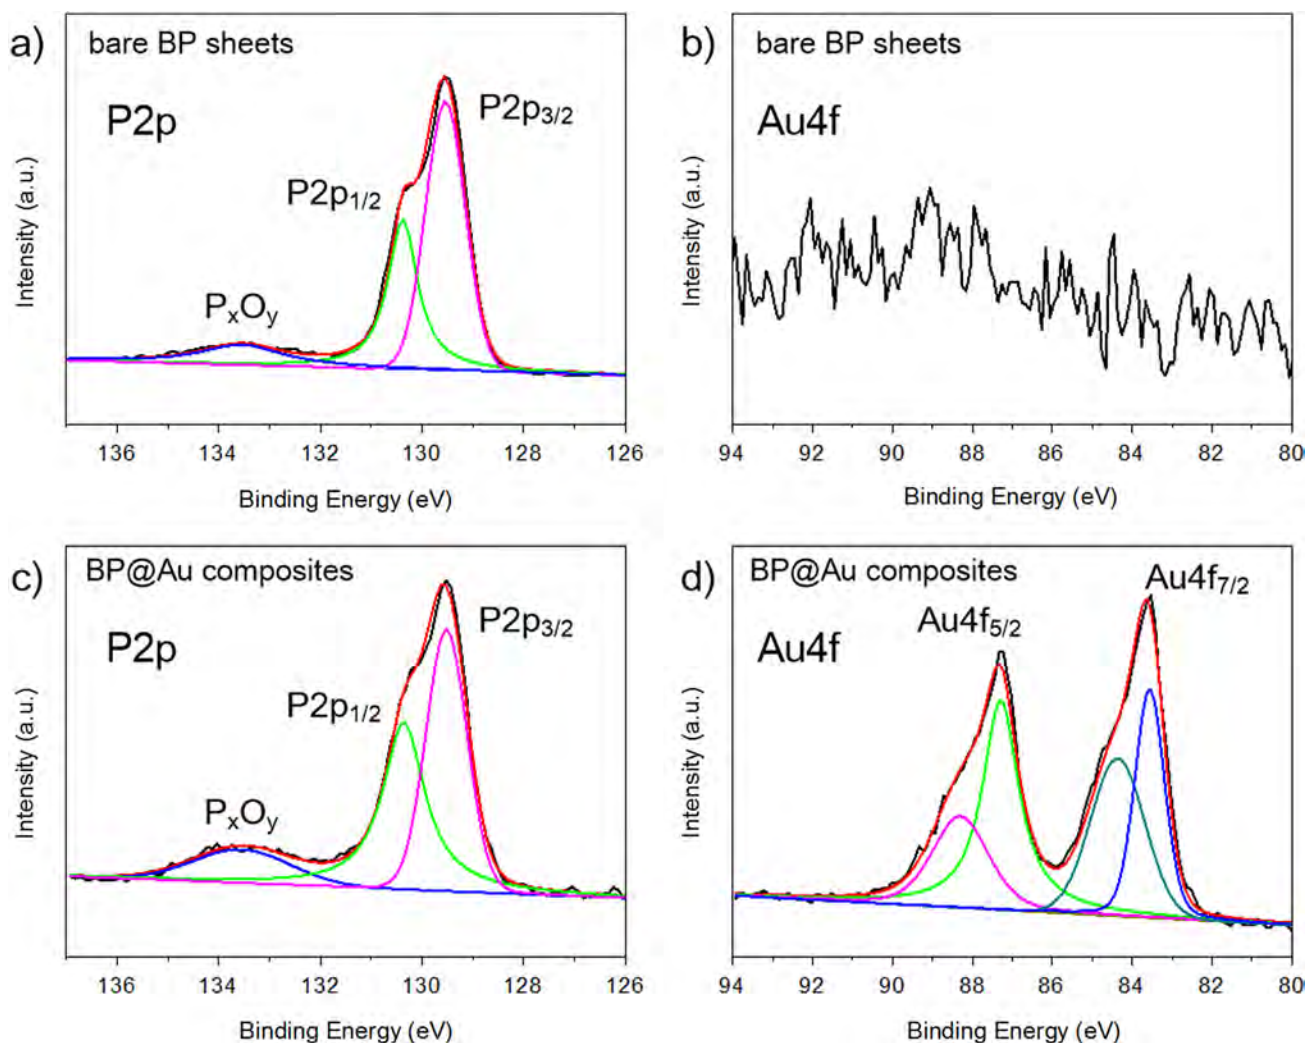 a) bare BP sheets
P2p
P2p3/2
P2p1/2
PxOy
Intensity (a.u.)
136 134 132 130 128 126
Binding Energy (eV)
b) bare BP sheets
Au4f
Intensity (a.u.)
94 92 90 88 86 84 82 80
Binding Energy (eV)
c) BP@Au composites
P2p
P2p3/2
P2p1/2
PxOy
Intensity (a.u.)
136 134 132 130 128 126
Binding Energy (eV)
d) BP@Au composites
Au4f7/2
Au4f5/2
Au4f
Intensity (a.u.)
94 92 90 88 86 84 82 80
Binding Energy (eV)